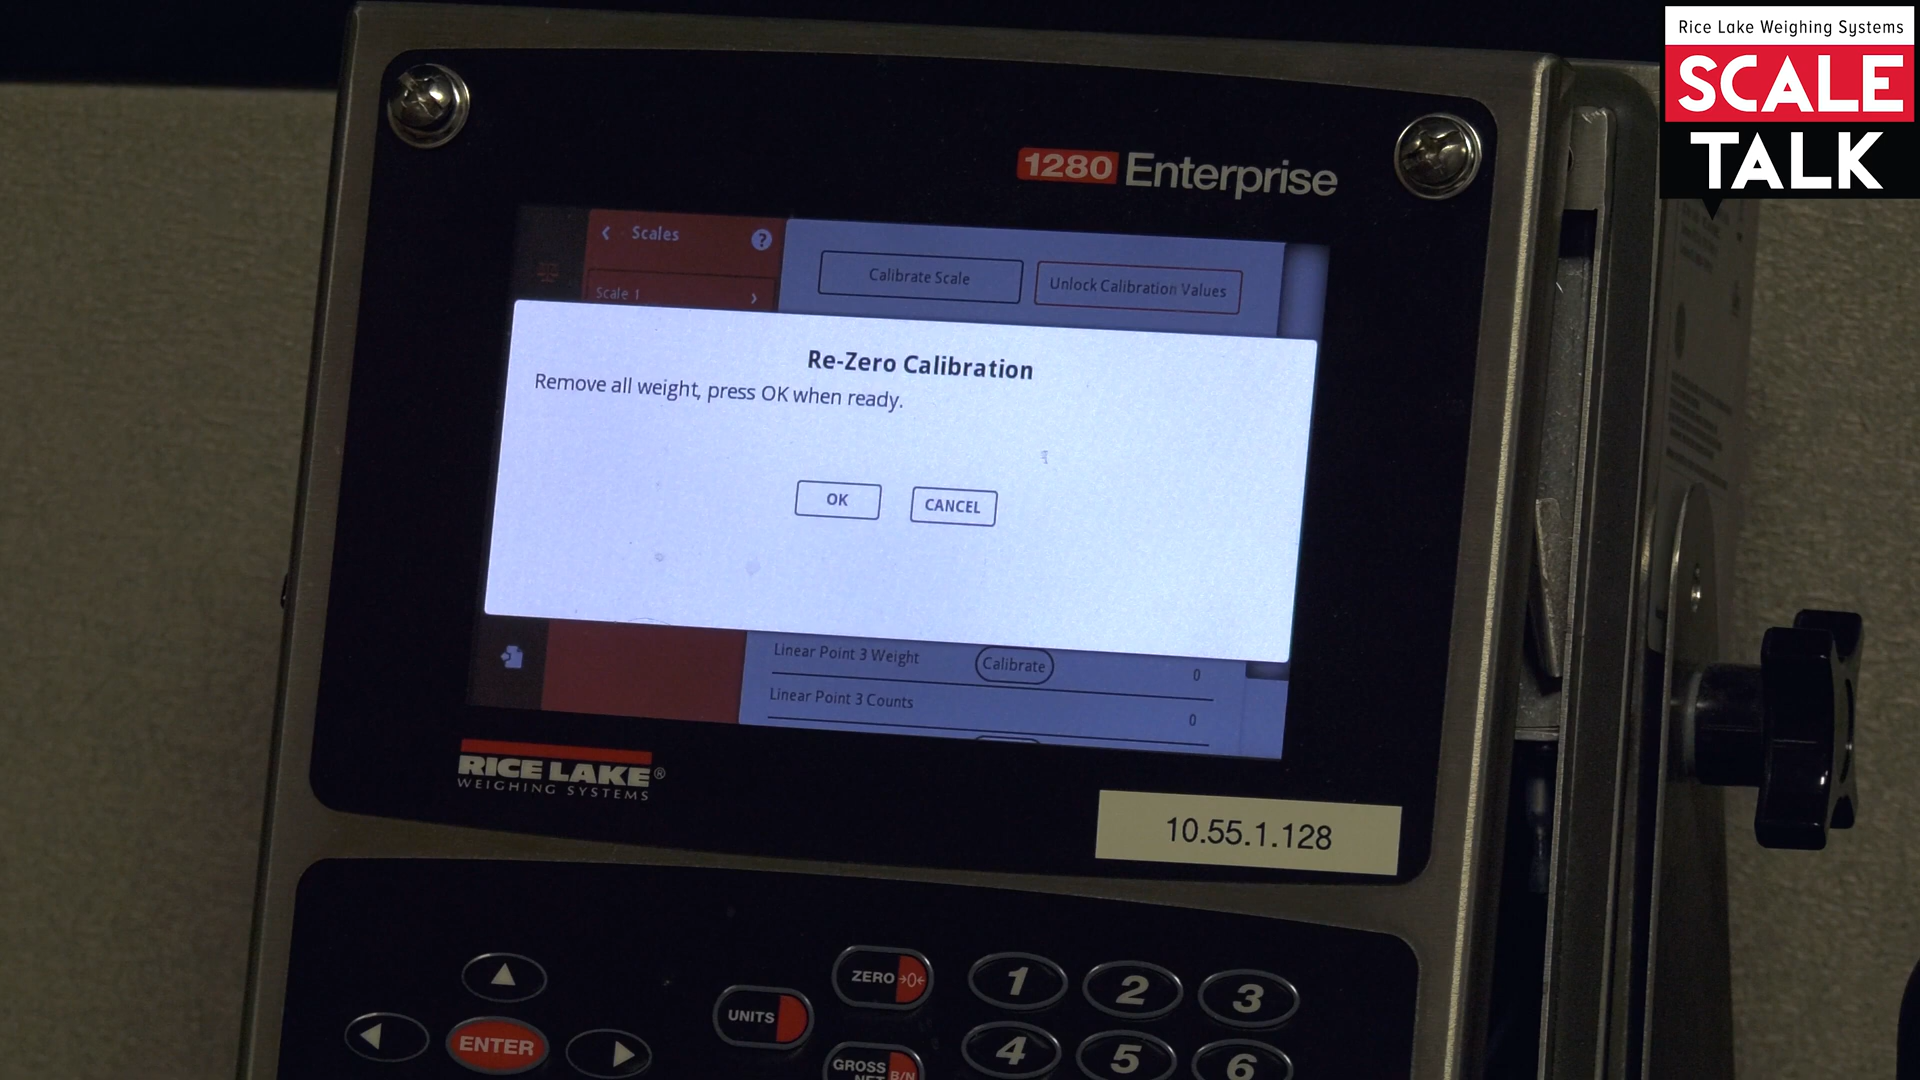 Rice Lake Weighing Systems
SCALE
TALK
1280 Enterprise
Scales ?
Calibrate Scale
Unlock Calibration Values
Scale 1
Re-Zero Calibration
Remove all weight, press OK when ready.
OK
CANCEL
Linear Point 3 Weight
Calibrate
0
Linear Point 3 Counts
0
RICE LAKE®
WEIGHING SYSTEMS
10.55.1.128
ZERO →0←
1
2
3
UNITS
ENTER
GROSS
NET B/N
4
5
6